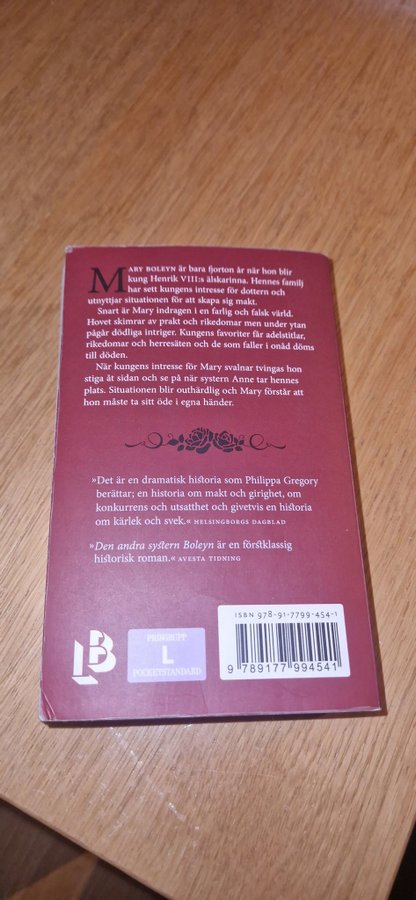 MARY BOLEYN är bara fjorton år när hon blir
kung Henrik VIII:s älskarinna. Hennes familj
har sett kungens intresse för dottern och
utnyttjar situationen för att skapa sig makt.
Snart är Mary indragen i en farlig och falsk värld.
Hovet skimrar av prakt och rikedomar men under ytan
pågår dödliga intriger. Kungens favoriter får adelstitlar,
rikedomar och herresäten och de som faller i onåd döms
till döden.
När kungens intresse för Mary svalnar tvingas hon
stiga åt sidan och se på när systern Anne tar hennes
plats. Situationen blir outhärdlig och Mary förstår att
hon måste ta sitt öde i egna händer.
»Det är en dramatisk historia som Philippa Gregory
berättar; en historia om makt och girighet, om
konkurrens och utsatthet och givetvis en historia
om kärlek och svek.« HELSINGBORGS DAGBLAD
»Den andra systern Boleyn är en förstklassig
historisk roman.« AVESTA TIDNING
ISBN 978-91-7799-454-1
9 789177 994541
LB
PRISGRUPP
L
POCKETSTANDARD